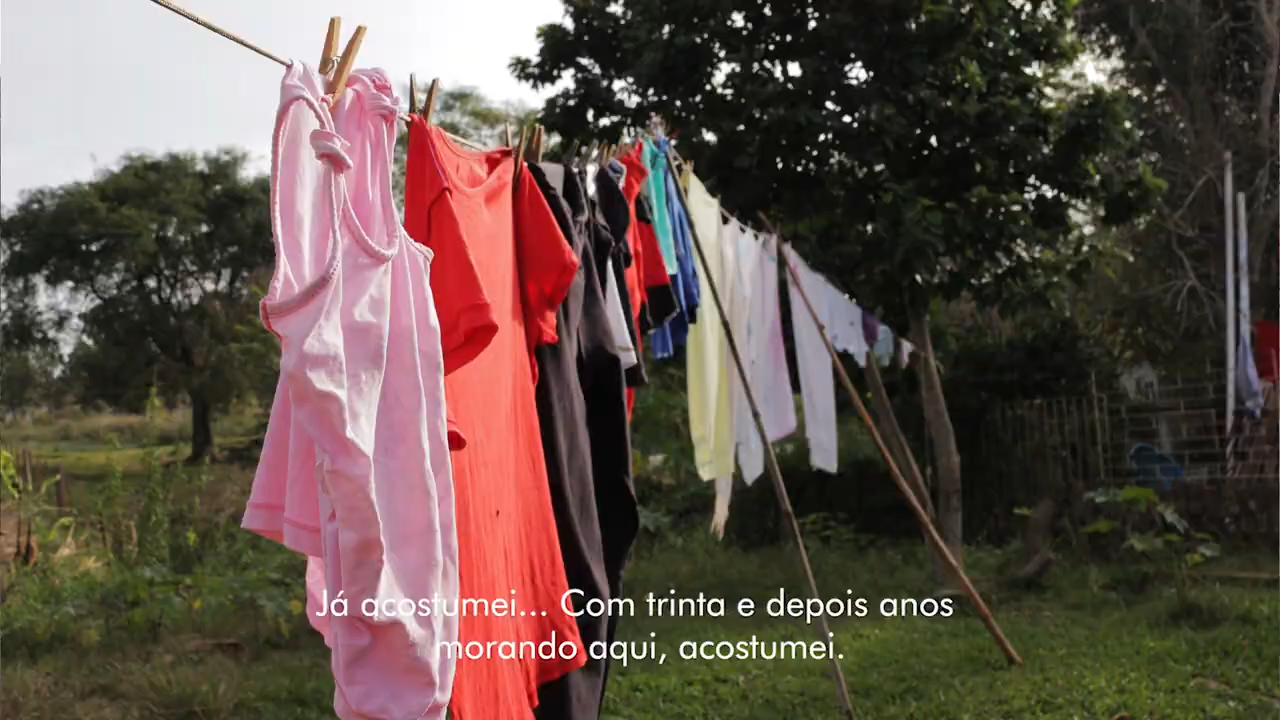 Já acostumei... Com trinta e depois anos
morando aqui, acostumei.